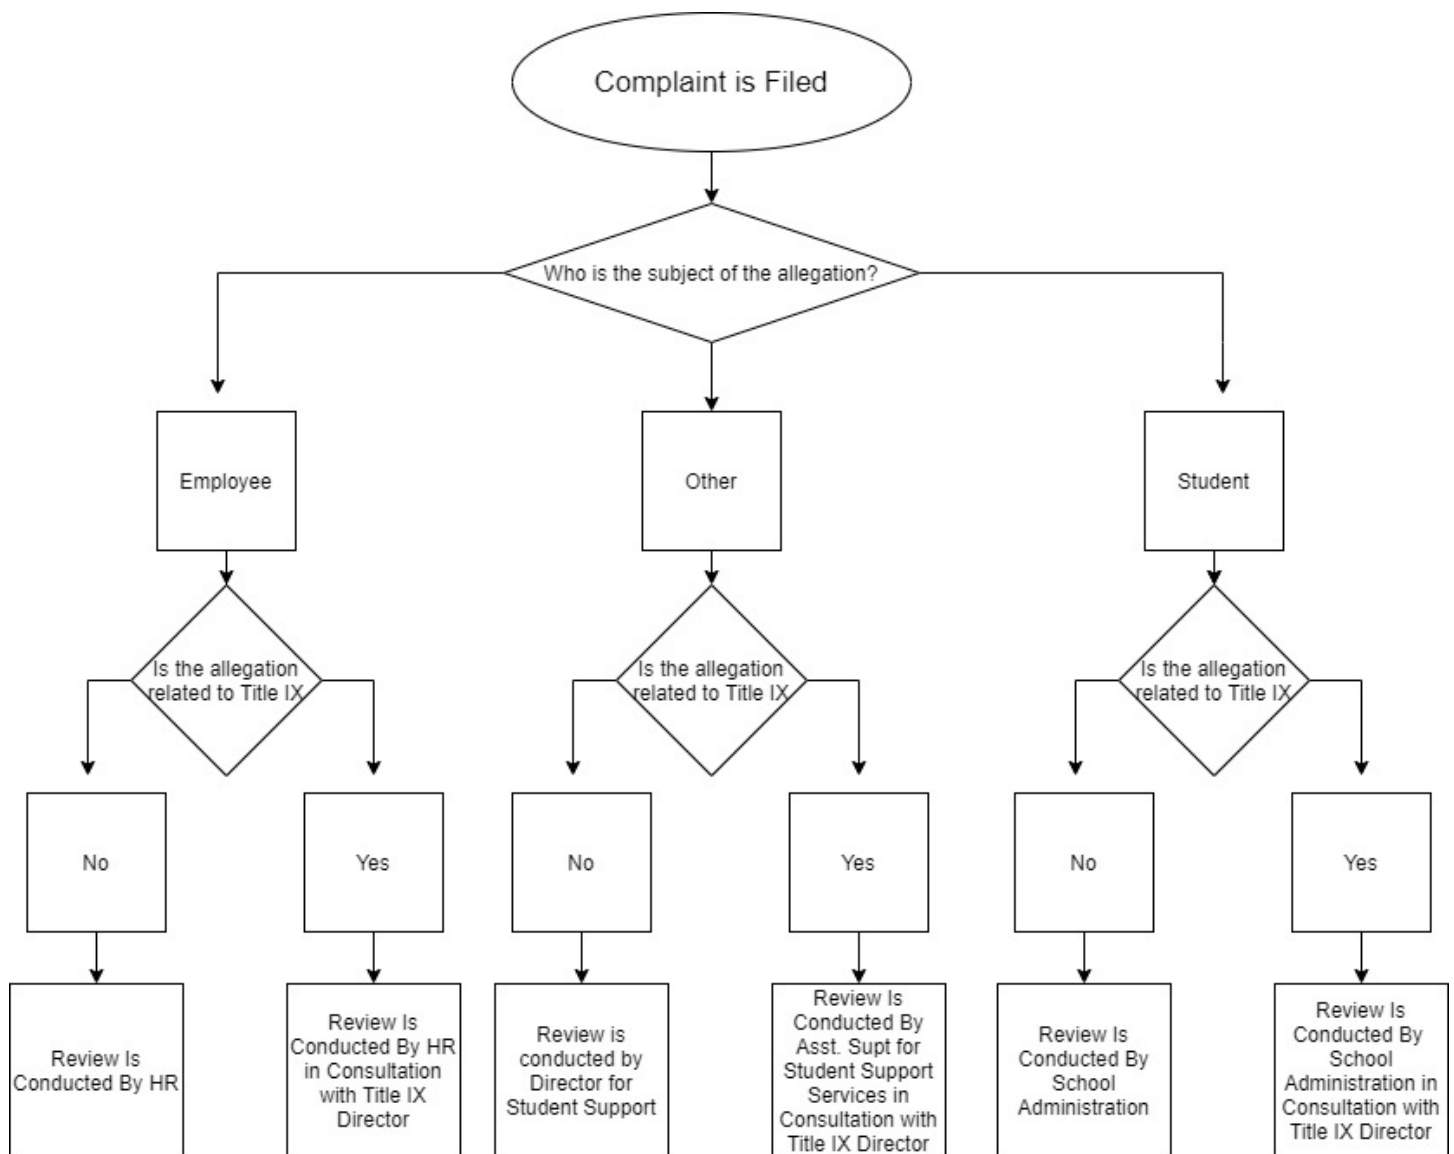 Complaint is Filed
Who is the subject of the allegation?
Employee
Other
Student
Is the allegation
related to Title IX
Is the allegation
related to Title IX
Is the allegation
related to Title IX
No
Yes
No
Yes
No
Yes
Review Is
Conducted By HR
Review Is
Conducted By HR
in Consultation
with Title IX
Director
Review is
conducted by
Director for
Student Support
Review Is
Conducted By
Asst. Supt for
Student Support
Services in
Consultation with
Title IX Director
Review Is
Conducted By
School
Administration
Review Is
Conducted By
School
Administration in
Consultation with
Title IX Director